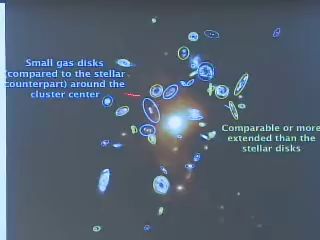 Small gas disks
(compared to the stellar
counterpart) around the
cluster center
Comparable or more
extended than the
stellar disks